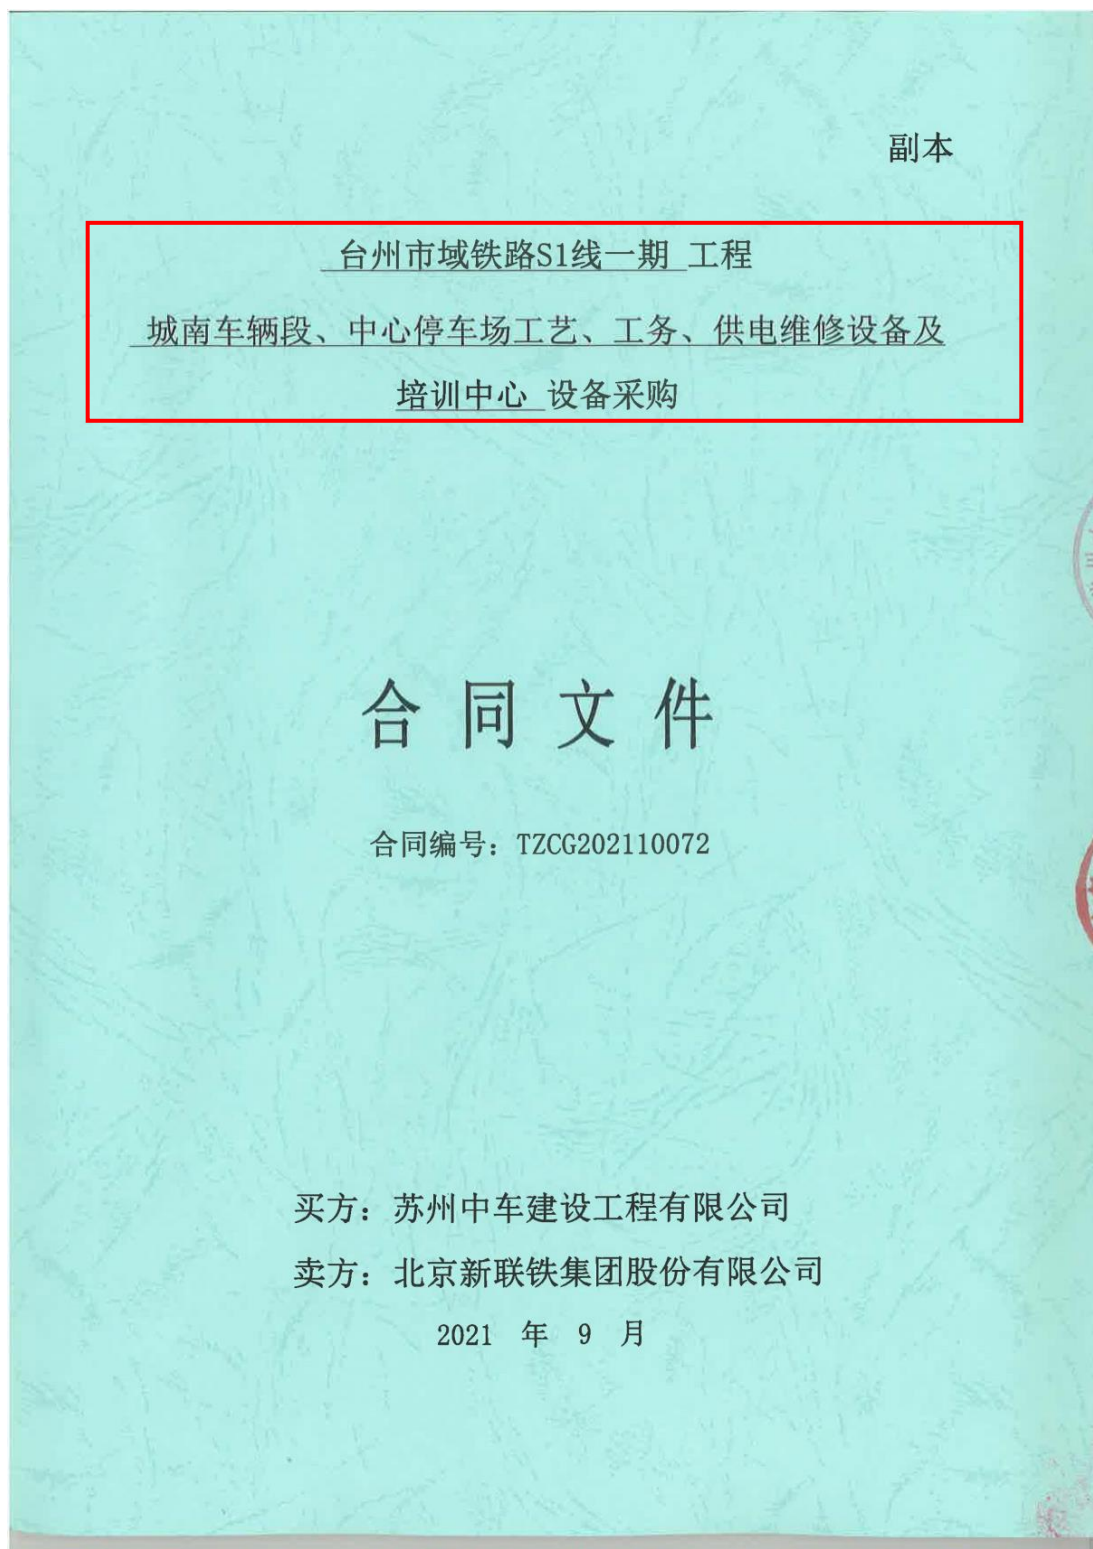 副本
台州市域铁路S1线一期 工程
城南车辆段、中心停车场工艺、工务、供电维修设备及
培训中心 设备采购
合同文件
合同编号：TZCG202110072
买方：苏州中车建设工程有限公司
卖方：北京新联铁集团股份有限公司
2021 年 9 月